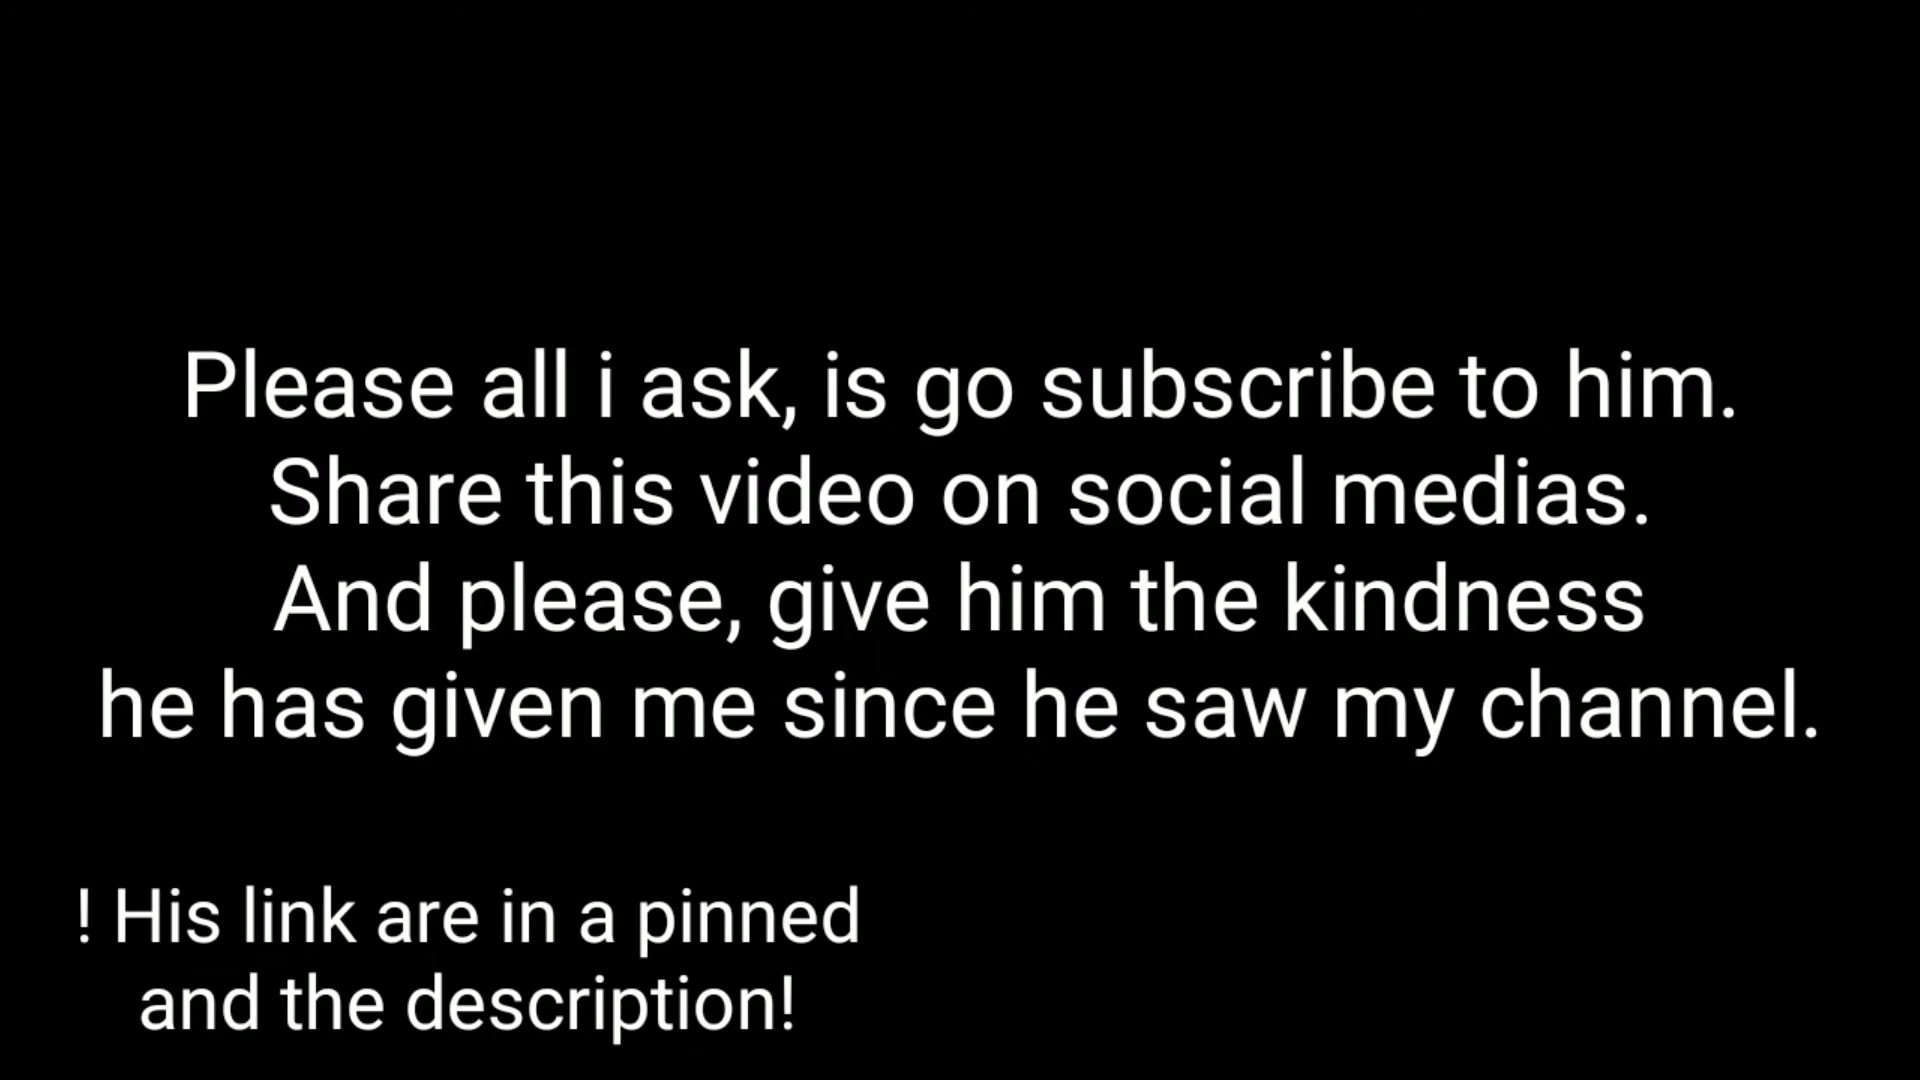 Please all i ask, is go subscribe to him.
Share this video on social medias.
And please, give him the kindness
he has given me since he saw my channel.
! His link are in a pinned
and the description!